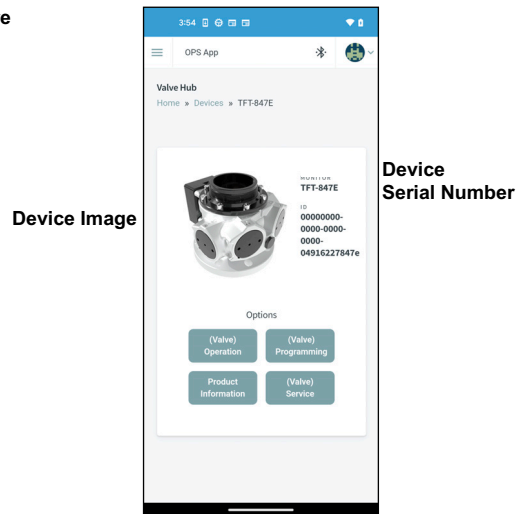 e
3:54
OPS App
Valve Hub
Home » Devices » TFT-847E
MONITOR
TFT-847E
ID
00000000-
0000-0000-
0000-
04916227847e
Device
Serial Number
Device Image
Options
(Valve)
Operation
(Valve)
Programming
Product
Information
(Valve)
Service